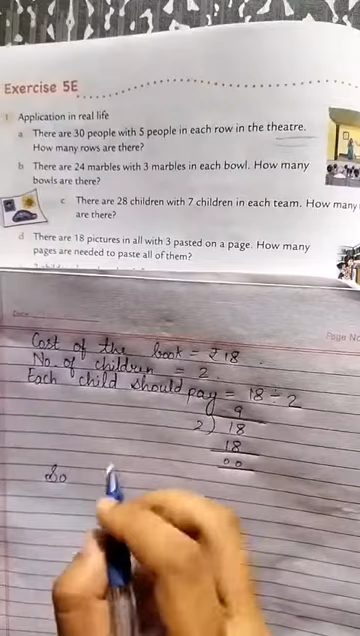 Exercise 5E
1 Application in real life
a There are 30 people with 5 people in each row in the theatre.
How many rows are there?
b There are 24 marbles with 3 marbles in each bowl. How many
bowls are there?
c There are 28 children with 7 children in each team. How many
are there?
d There are 18 pictures in all with 3 pasted on a page. How many
pages are needed to paste all of them?
Date
Page No
Cost of the book = ₹ 18
No. of children = 2
Each child should pay = 18 ÷ 2
9
2) 18
18
00
So